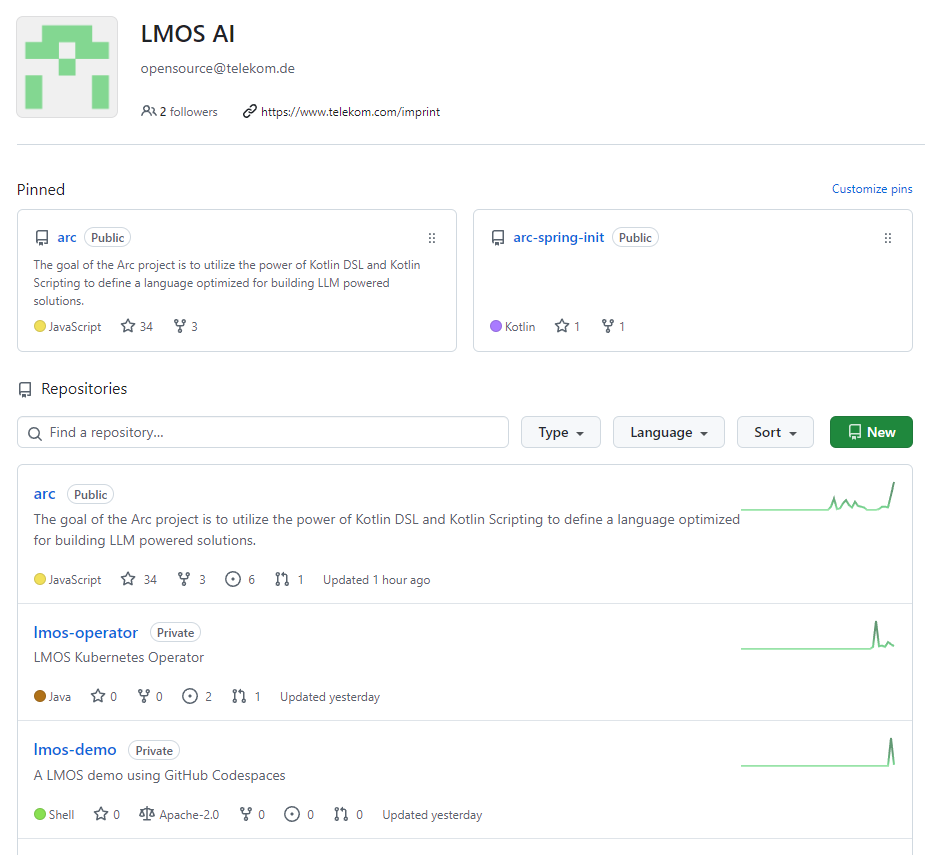 LMOS AI
opensource@telekom.de
2 followers https://www.telekom.com/imprint
Pinned Customize pins
arc Public
The goal of the Arc project is to utilize the power of Kotlin DSL and Kotlin
Scripting to define a language optimized for building LLM powered
solutions.
JavaScript 34 3
arc-spring-init Public
Kotlin 1 1
Repositories
Find a repository... Type Language Sort New
arc Public
The goal of the Arc project is to utilize the power of Kotlin DSL and Kotlin Scripting to define a language optimized
for building LLM powered solutions.
JavaScript 34 3 6 1 Updated 1 hour ago
lmos-operator Private
LMOS Kubernetes Operator
Java 0 0 2 1 Updated yesterday
lmos-demo Private
A LMOS demo using GitHub Codespaces
Shell 0 Apache-2.0 0 0 0 Updated yesterday